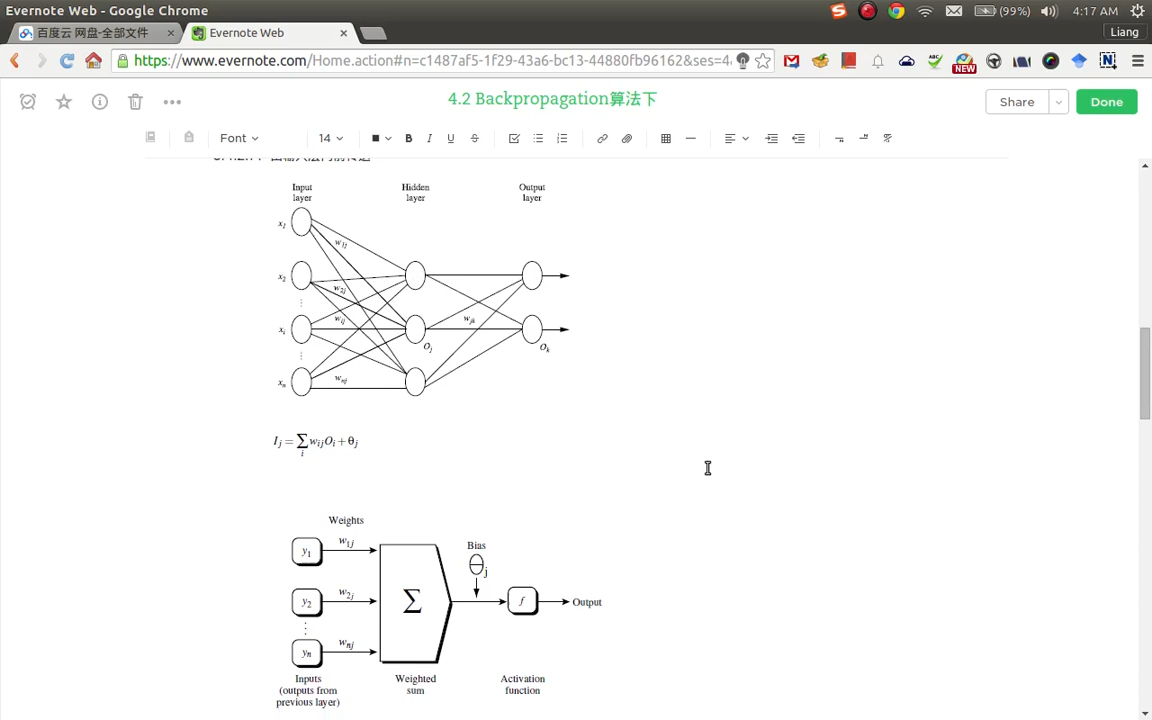 Evernote Web - Google Chrome
(99%)
4:17 AM
百度云 网盘-全部文件
Evernote Web
Liang
https://www.evernote.com/Home.action#n=c1487af5-1f29-43a6-bc13-44880fb96162&ses=4
NEW
4.2 Backpropagation算法下
Share
Done
Font
14
B I U
Input layer
Hidden layer
Output layer
x1
w1j
x2
w2j
xi
wij
wjk
Oj
Ok
xn
wnj
Ij = ∑i wijOi + θj
Weights
y1
w1j
Bias
θj
y2
w2j
∑
f
Output
yn
wnj
Inputs
(outputs from
previous layer)
Weighted
sum
Activation
function